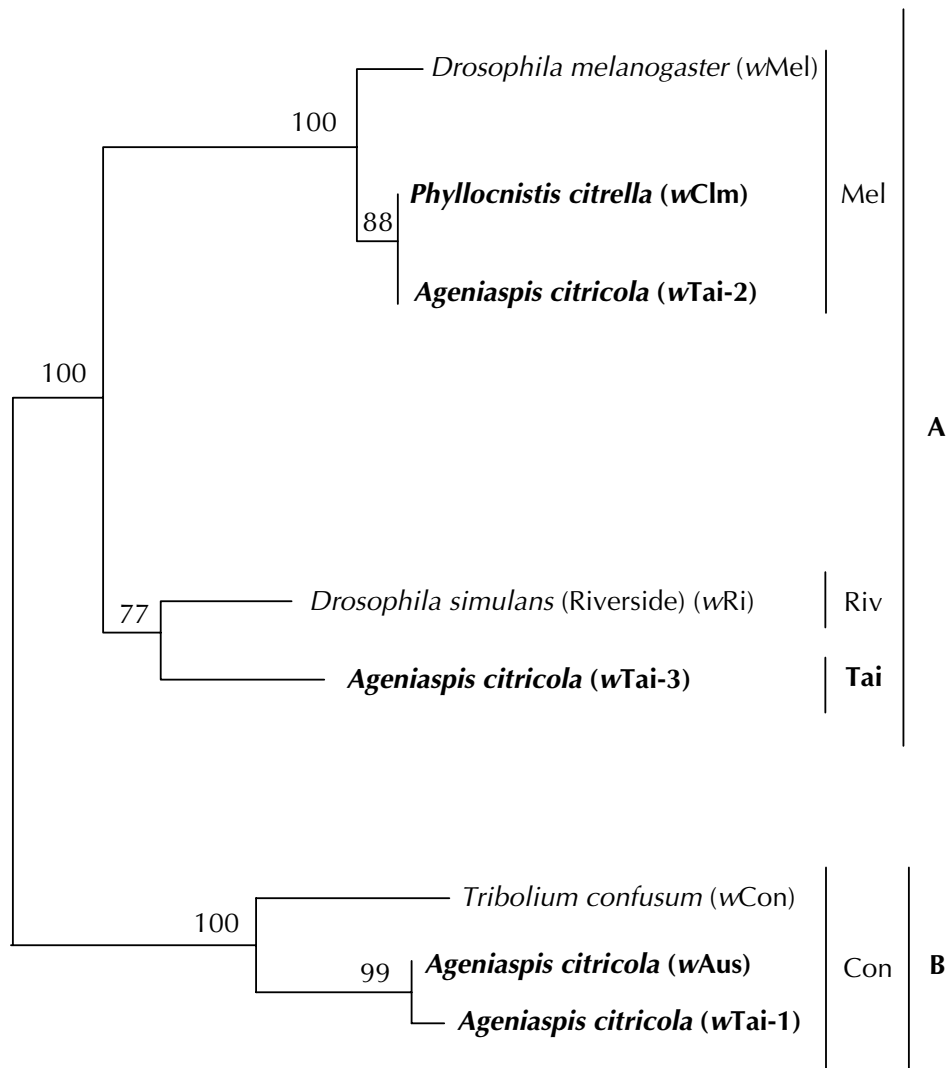 Drosophila melanogaster (wMel)
100
Phyllocnistis citrella (wClm)
Mel
88
Ageniaspis citricola (wTai-2)
100
A
Drosophila simulans (Riverside) (wRi)
Riv
77
Ageniaspis citricola (wTai-3)
Tai
Tribolium confusum (wCon)
100
Ageniaspis citricola (wAus)
99
Con
B
Ageniaspis citricola (wTai-1)